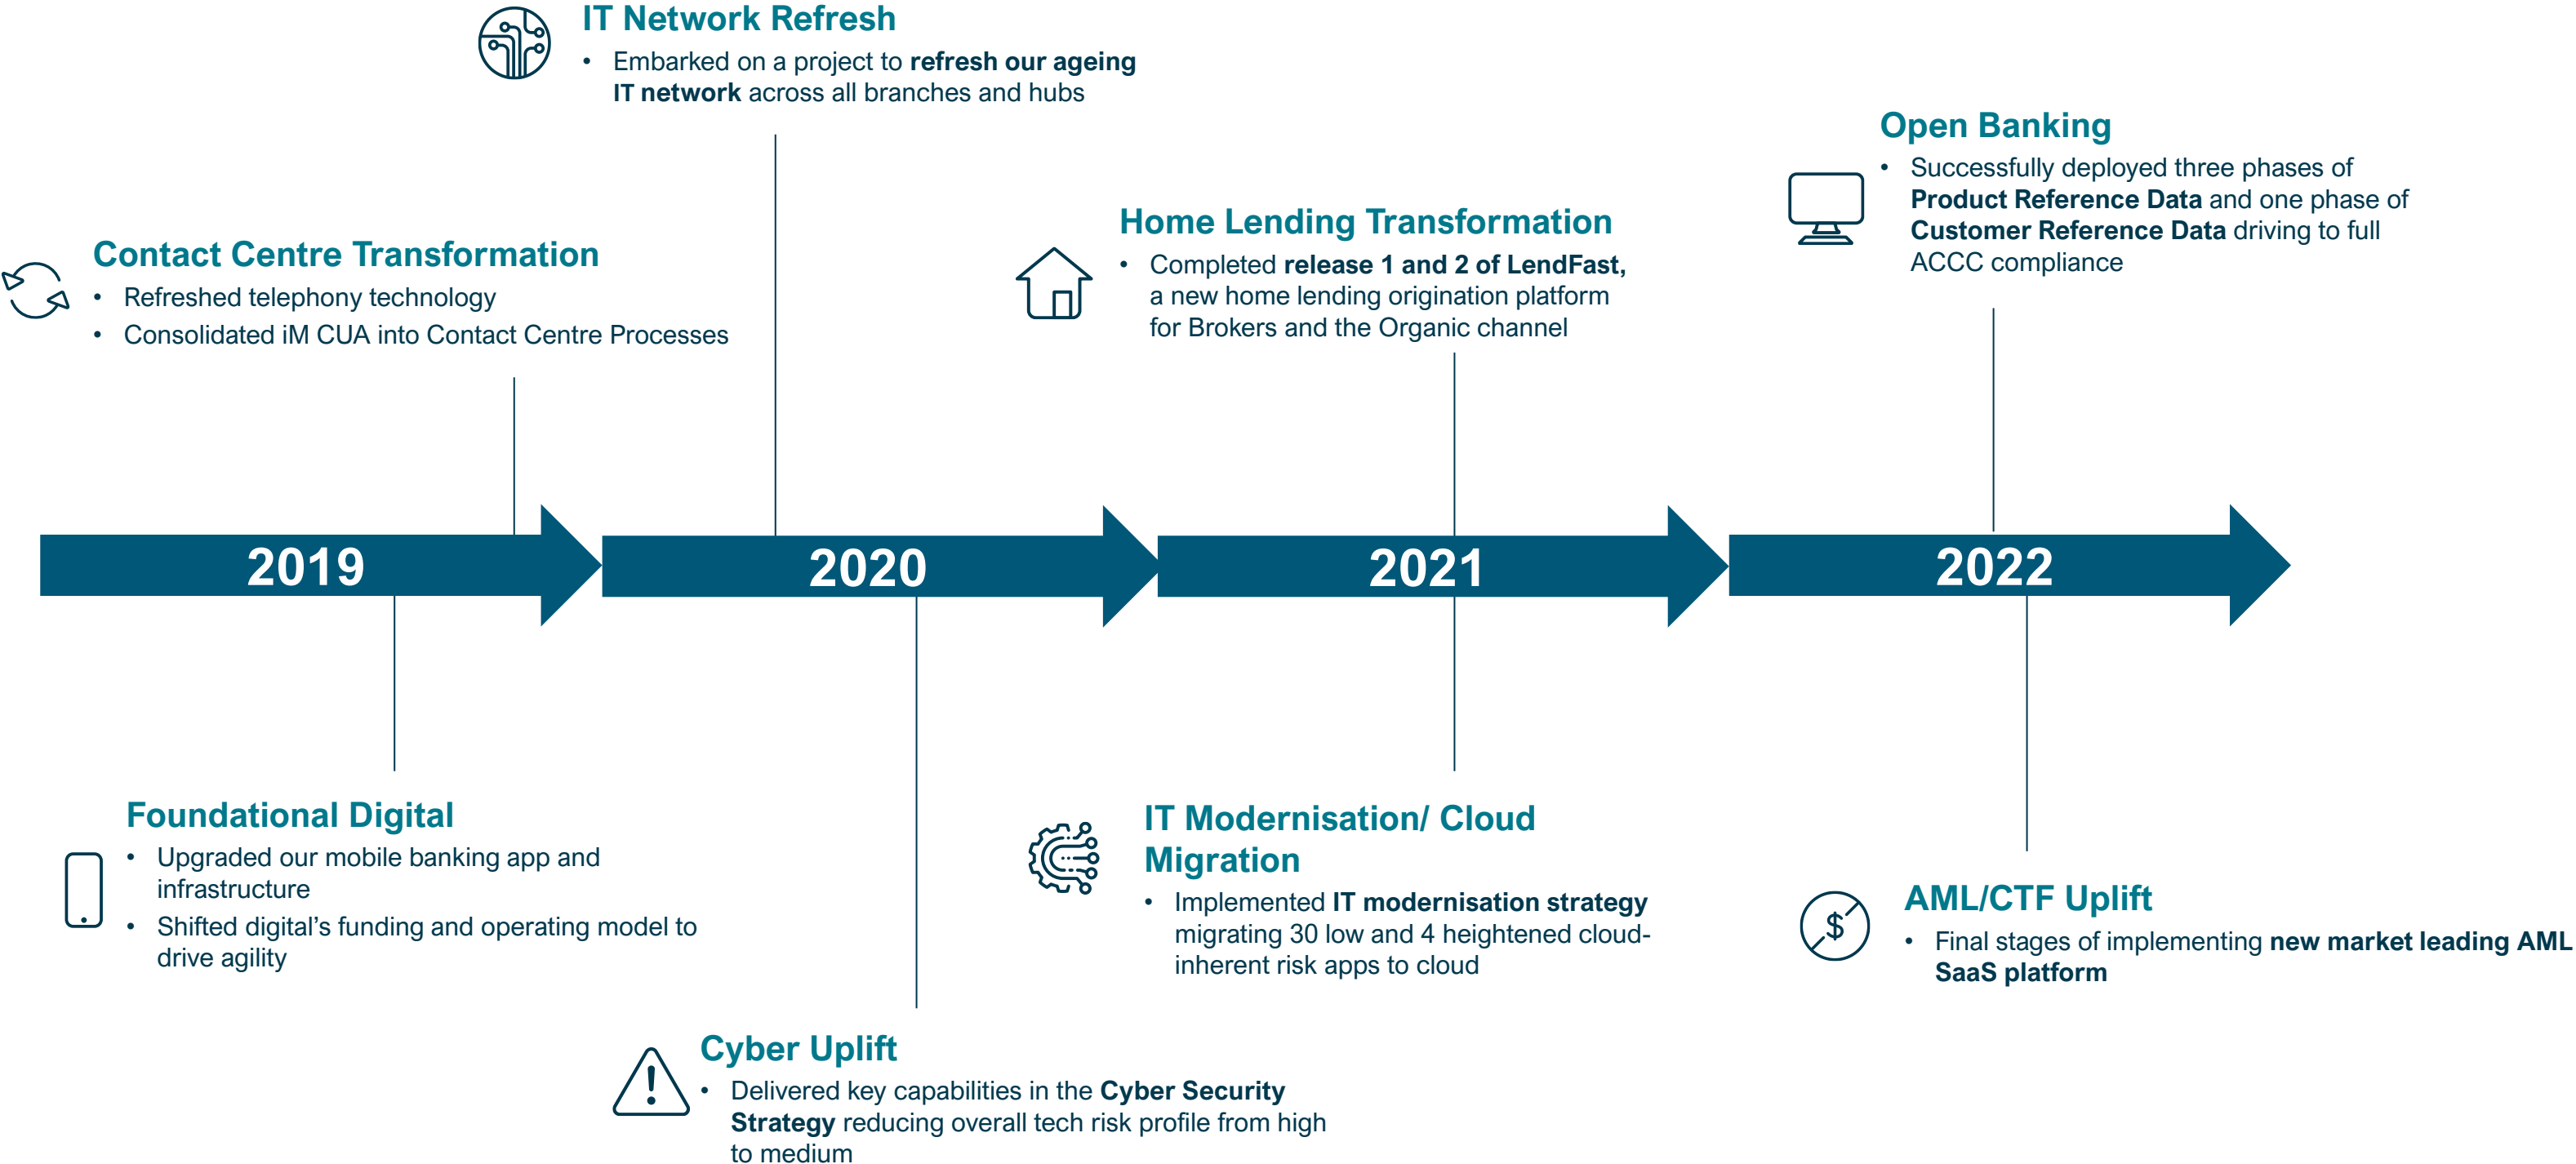 IT Network Refresh
• Embarked on a project to refresh our ageing
IT network across all branches and hubs
Open Banking
• Successfully deployed three phases of
Product Reference Data and one phase of
Customer Reference Data driving to full
ACCC compliance
Home Lending Transformation
• Completed release 1 and 2 of LendFast,
a new home lending origination platform
for Brokers and the Organic channel
Contact Centre Transformation
• Refreshed telephony technology
• Consolidated iM CUA into Contact Centre Processes
2019
2020
2021
2022
Foundational Digital
• Upgraded our mobile banking app and
infrastructure
• Shifted digital’s funding and operating model to
drive agility
IT Modernisation/ Cloud
Migration
• Implemented IT modernisation strategy
migrating 30 low and 4 heightened cloud-
inherent risk apps to cloud
$
AML/CTF Uplift
• Final stages of implementing new market leading AML
SaaS platform
Cyber Uplift
• Delivered key capabilities in the Cyber Security
Strategy reducing overall tech risk profile from high
to medium